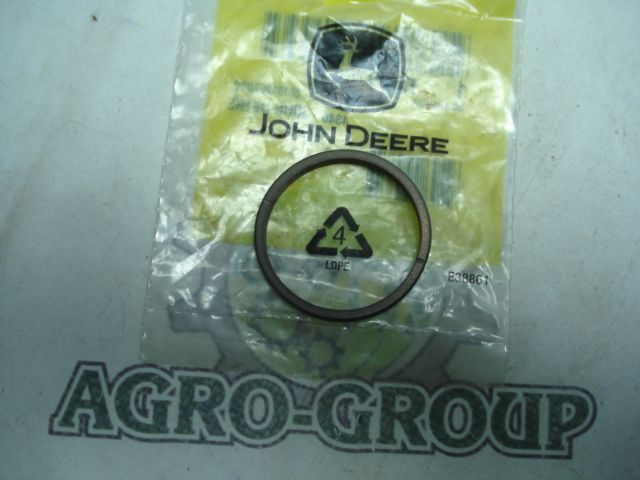 JOHN DEERE
4
LDPE
E38861
AGRO-GROUP